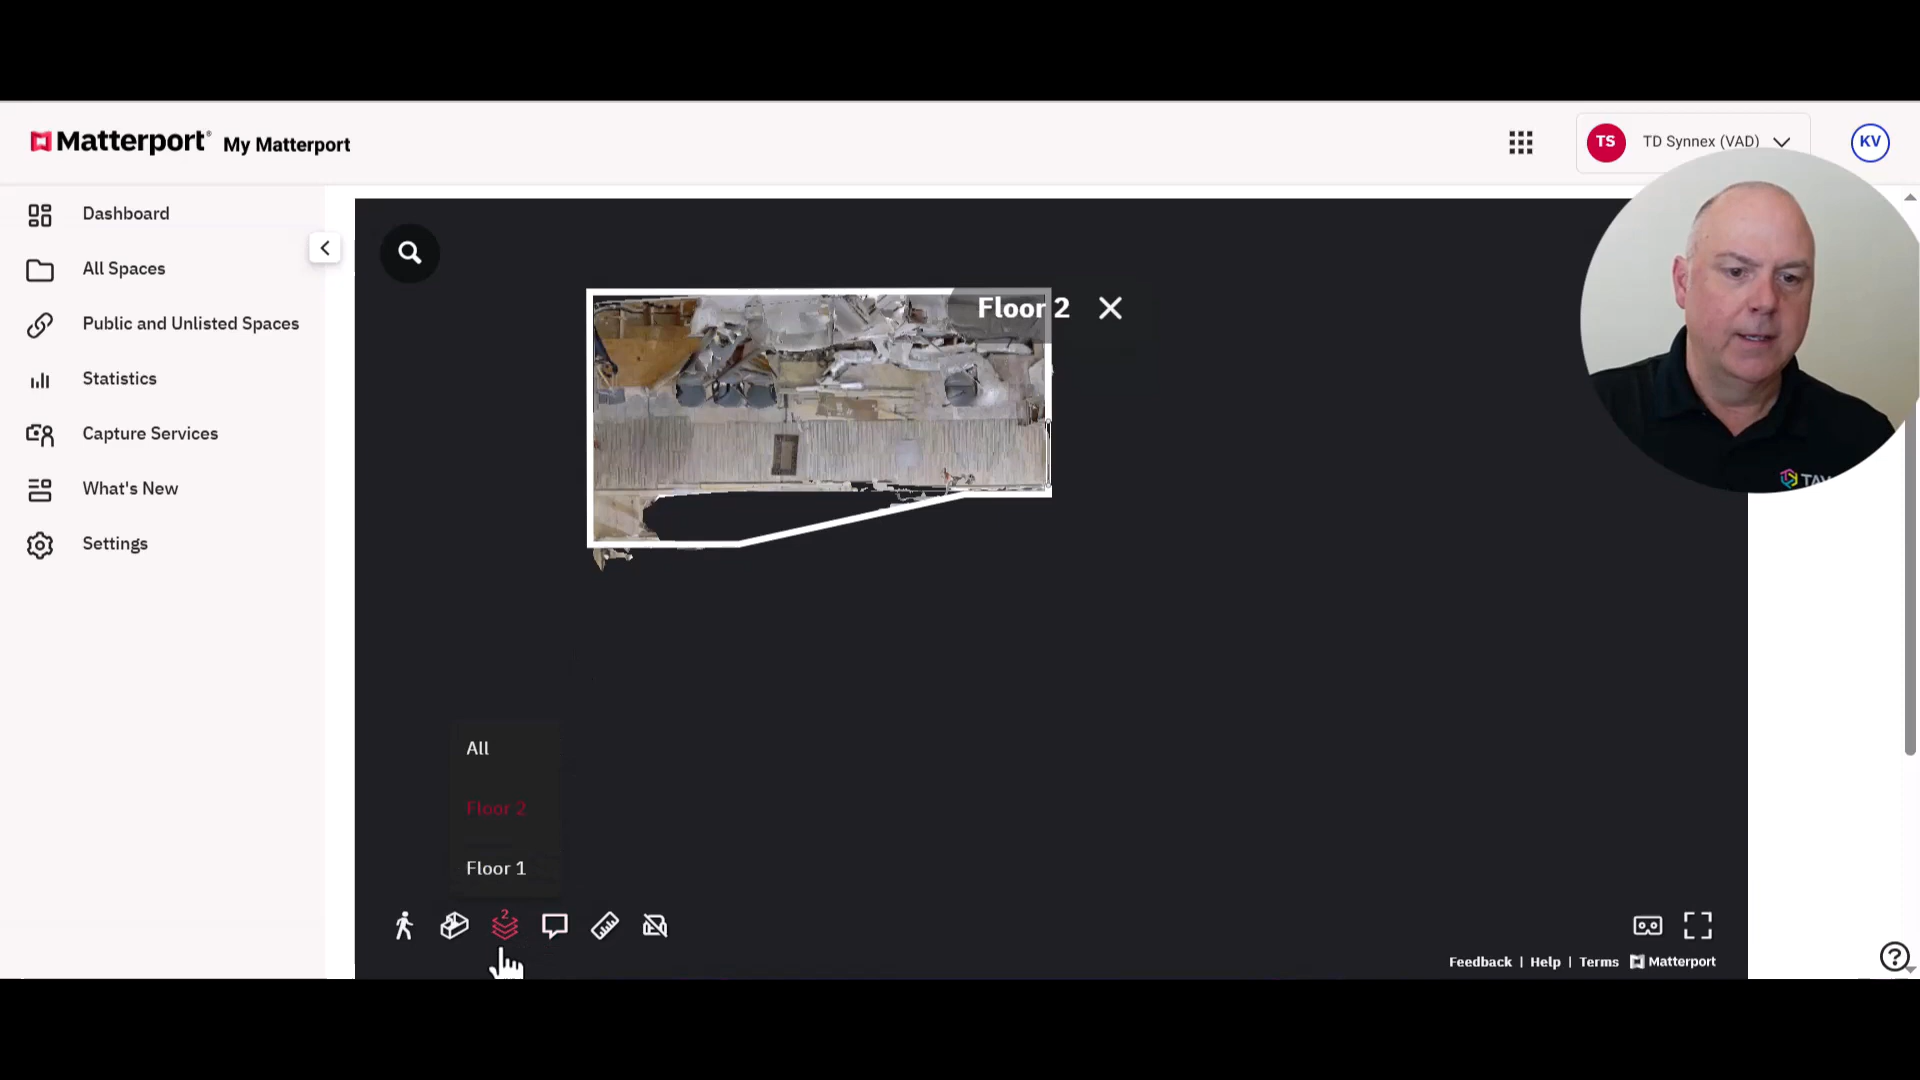 Matterport® My Matterport
TS TD Synnex (VAD)
KV
Dashboard
All Spaces
Public and Unlisted Spaces
Statistics
Capture Services
What's New
Settings
Floor 2
All
Floor 2
Floor 1
2
Feedback | Help | Terms Matterport
?